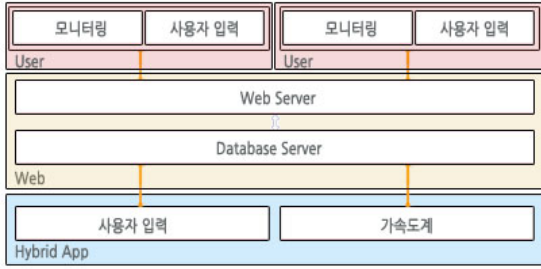 모니터링 사용자 입력 모니터링 사용자 입력
User User
Web Server
Database Server
Web
사용자 입력 가속도계
Hybrid App